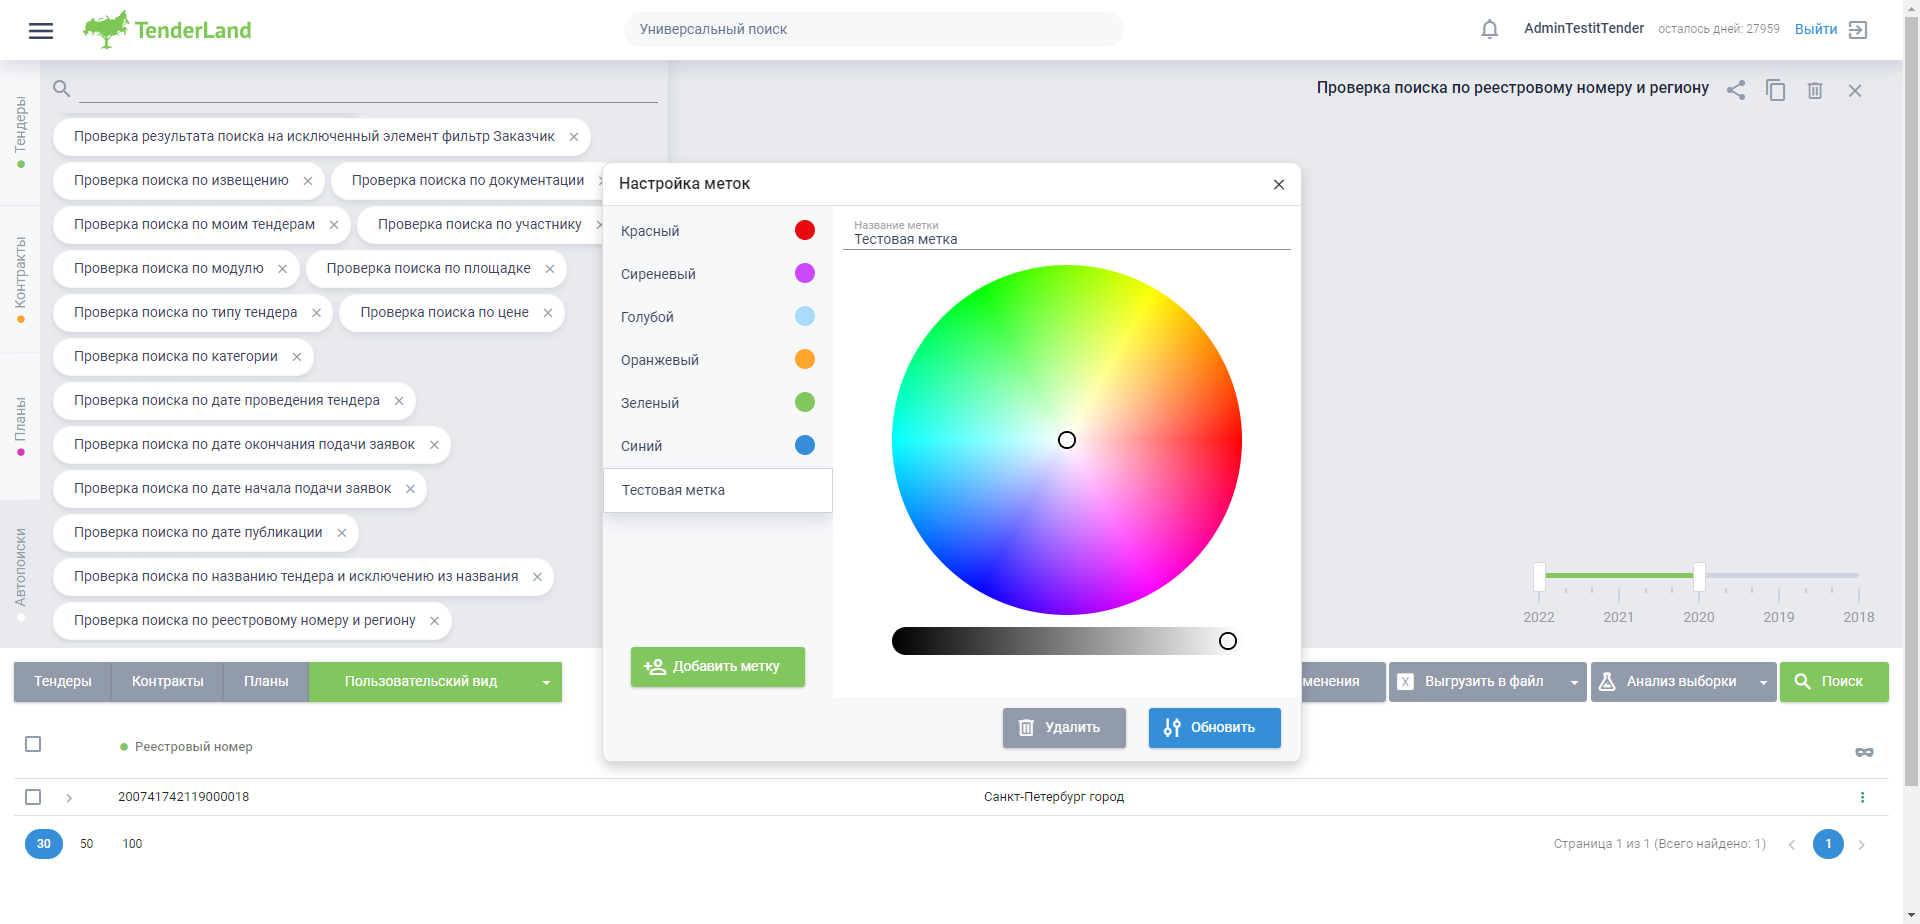 TenderLand
Универсальный поиск
AdminTestitTender
осталось дней: 27959
Выйти
Тендеры
Контракты
Планы
Автопоиски
Проверка поиска по реестровому номеру и региону
Проверка результата поиска на исключенный элемент фильтр Заказчик
Проверка поиска по извещению
Проверка поиска по документации
Проверка поиска по моим тендерам
Проверка поиска по участнику
Проверка поиска по модулю
Проверка поиска по площадке
Проверка поиска по типу тендера
Проверка поиска по цене
Проверка поиска по категории
Проверка поиска по дате проведения тендера
Проверка поиска по дате окончания подачи заявок
Проверка поиска по дате начала подачи заявок
Проверка поиска по дате публикации
Проверка поиска по названию тендера и исключению из названия
Проверка поиска по реестровому номеру и региону
Настройка меток
Красный
Сиреневый
Голубой
Оранжевый
Зеленый
Синий
Тестовая метка
Добавить метку
Название метки
Тестовая метка
Удалить
Обновить
2022 2021 2020 2019 2018
Тендеры
Контракты
Планы
Пользовательский вид
менения
X Выгрузить в файл
Анализ выборки
Поиск
Реестровый номер
200741742119000018
Санкт-Петербург город
30 50 100
Страница 1 из 1 (Всего найдено: 1)
1